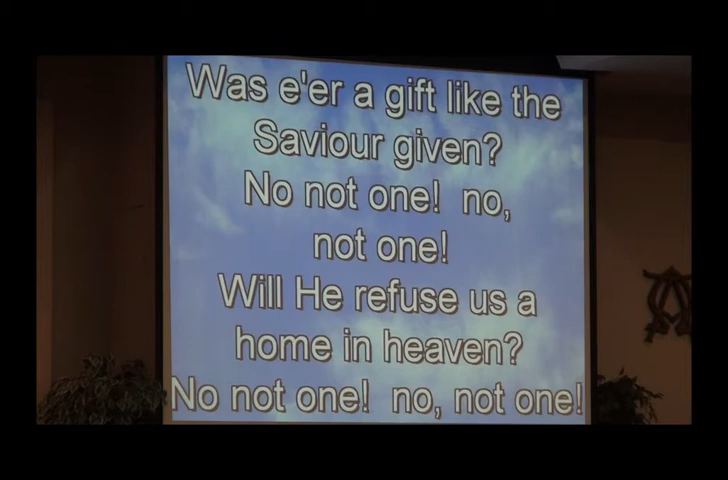 Was e'er a gift like the
Saviour given?
No not one!  no,
not one!
Will He refuse us a
home in heaven?
No not one!  no, not one!